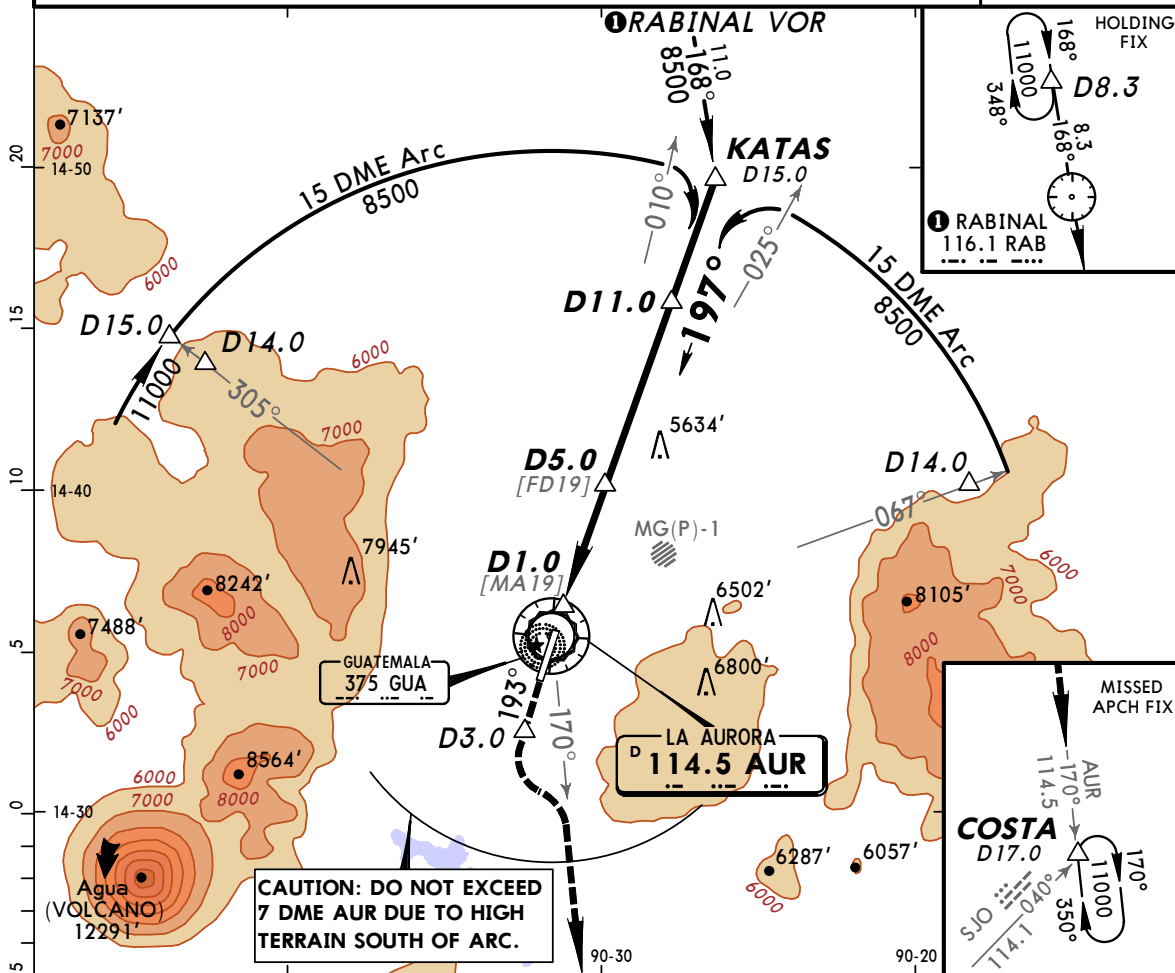 ❶RABINAL VOR
11.0
168°
8500
HOLDING
FIX
168°
11000
348°
D8.3
8.3
168°
❶ RABINAL
116.1 RAB
7137'
7000
20
14-50
15 DME Arc
8500
010°
KATAS
D15.0
025°
197°
15 DME Arc
8500
6000
15
D11.0
D15.0
D14.0
11000
305°
6000
7000
5634'
10
14-40
D5.0
[FD19]
D14.0
067°
MG(P)-1
7945'
D1.0
[MA19]
6502'
6000
7000
8242'
8000
8105'
8000
7488'
5
7000
7000
6800'
6000
GUATEMALA
375 GUA
193°
170°
D3.0
LA AURORA
D 114.5 AUR
MISSED
APCH FIX
8564'
8000
6000
7000
0
14-30
AUR
170°
114.5
COSTA
D17.0
170°
11000
350°
SJO
040°
114.1
6287'
6057'
6000
Agua
(VOLCANO)
12291'
CAUTION: DO NOT EXCEED
7 DME AUR DUE TO HIGH
TERRAIN SOUTH OF ARC.
5
90-30
90-20